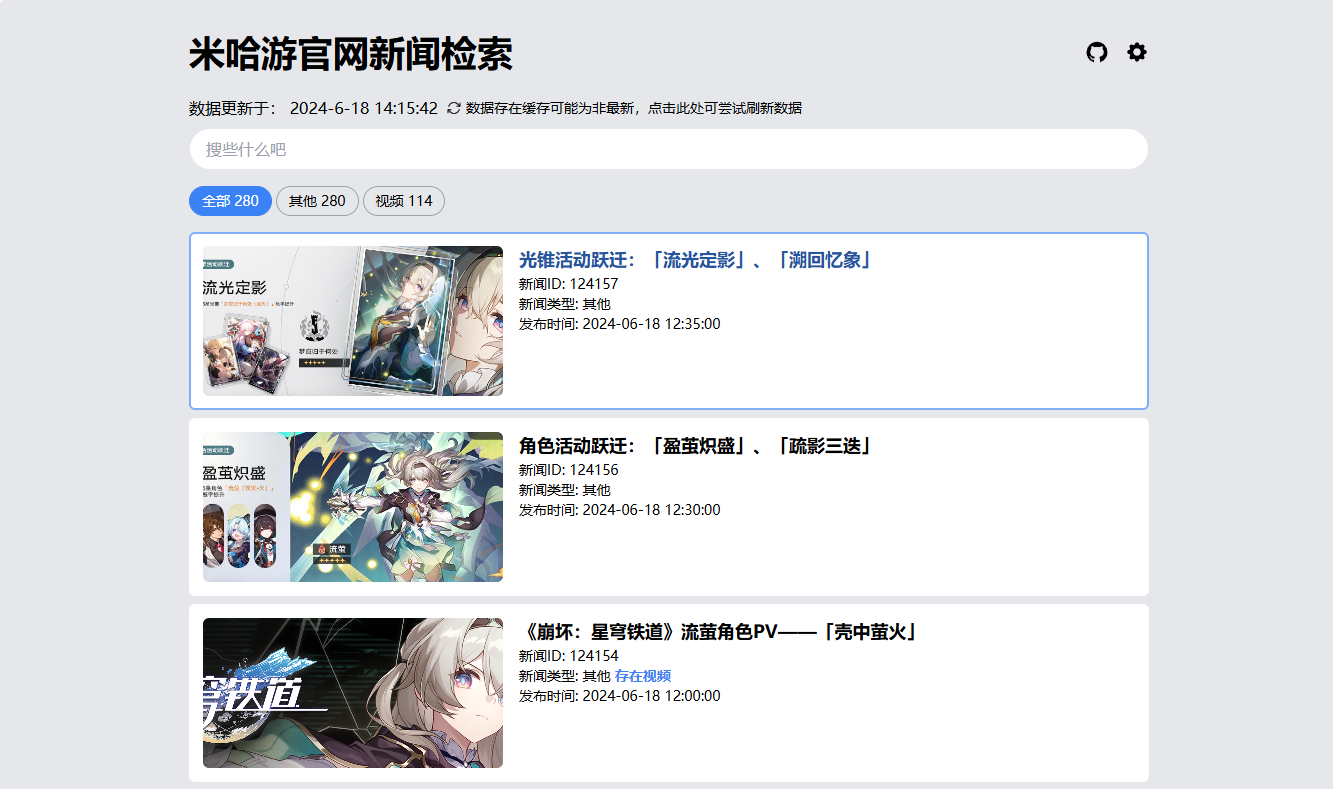 米哈游官网新闻检索
数据更新于： 2024-6-18 14:15:42 数据存在缓存可能为非最新，点击此处可尝试刷新数据
搜些什么吧
全部 280 其他 280 视频 114
光锥活动跃迁：「流光定影」、「溯回忆象」
新闻ID: 124157
新闻类型: 其他
发布时间: 2024-06-18 12:35:00
流光定影
梦应归于何处
角色活动跃迁：「盈茧炽盛」、「疏影三迭」
新闻ID: 124156
新闻类型: 其他
发布时间: 2024-06-18 12:30:00
盈茧炽盛
流萤
《崩坏：星穹铁道》流萤角色PV——「壳中萤火」
新闻ID: 124154
新闻类型: 其他 存在视频
发布时间: 2024-06-18 12:00:00
穹铁道